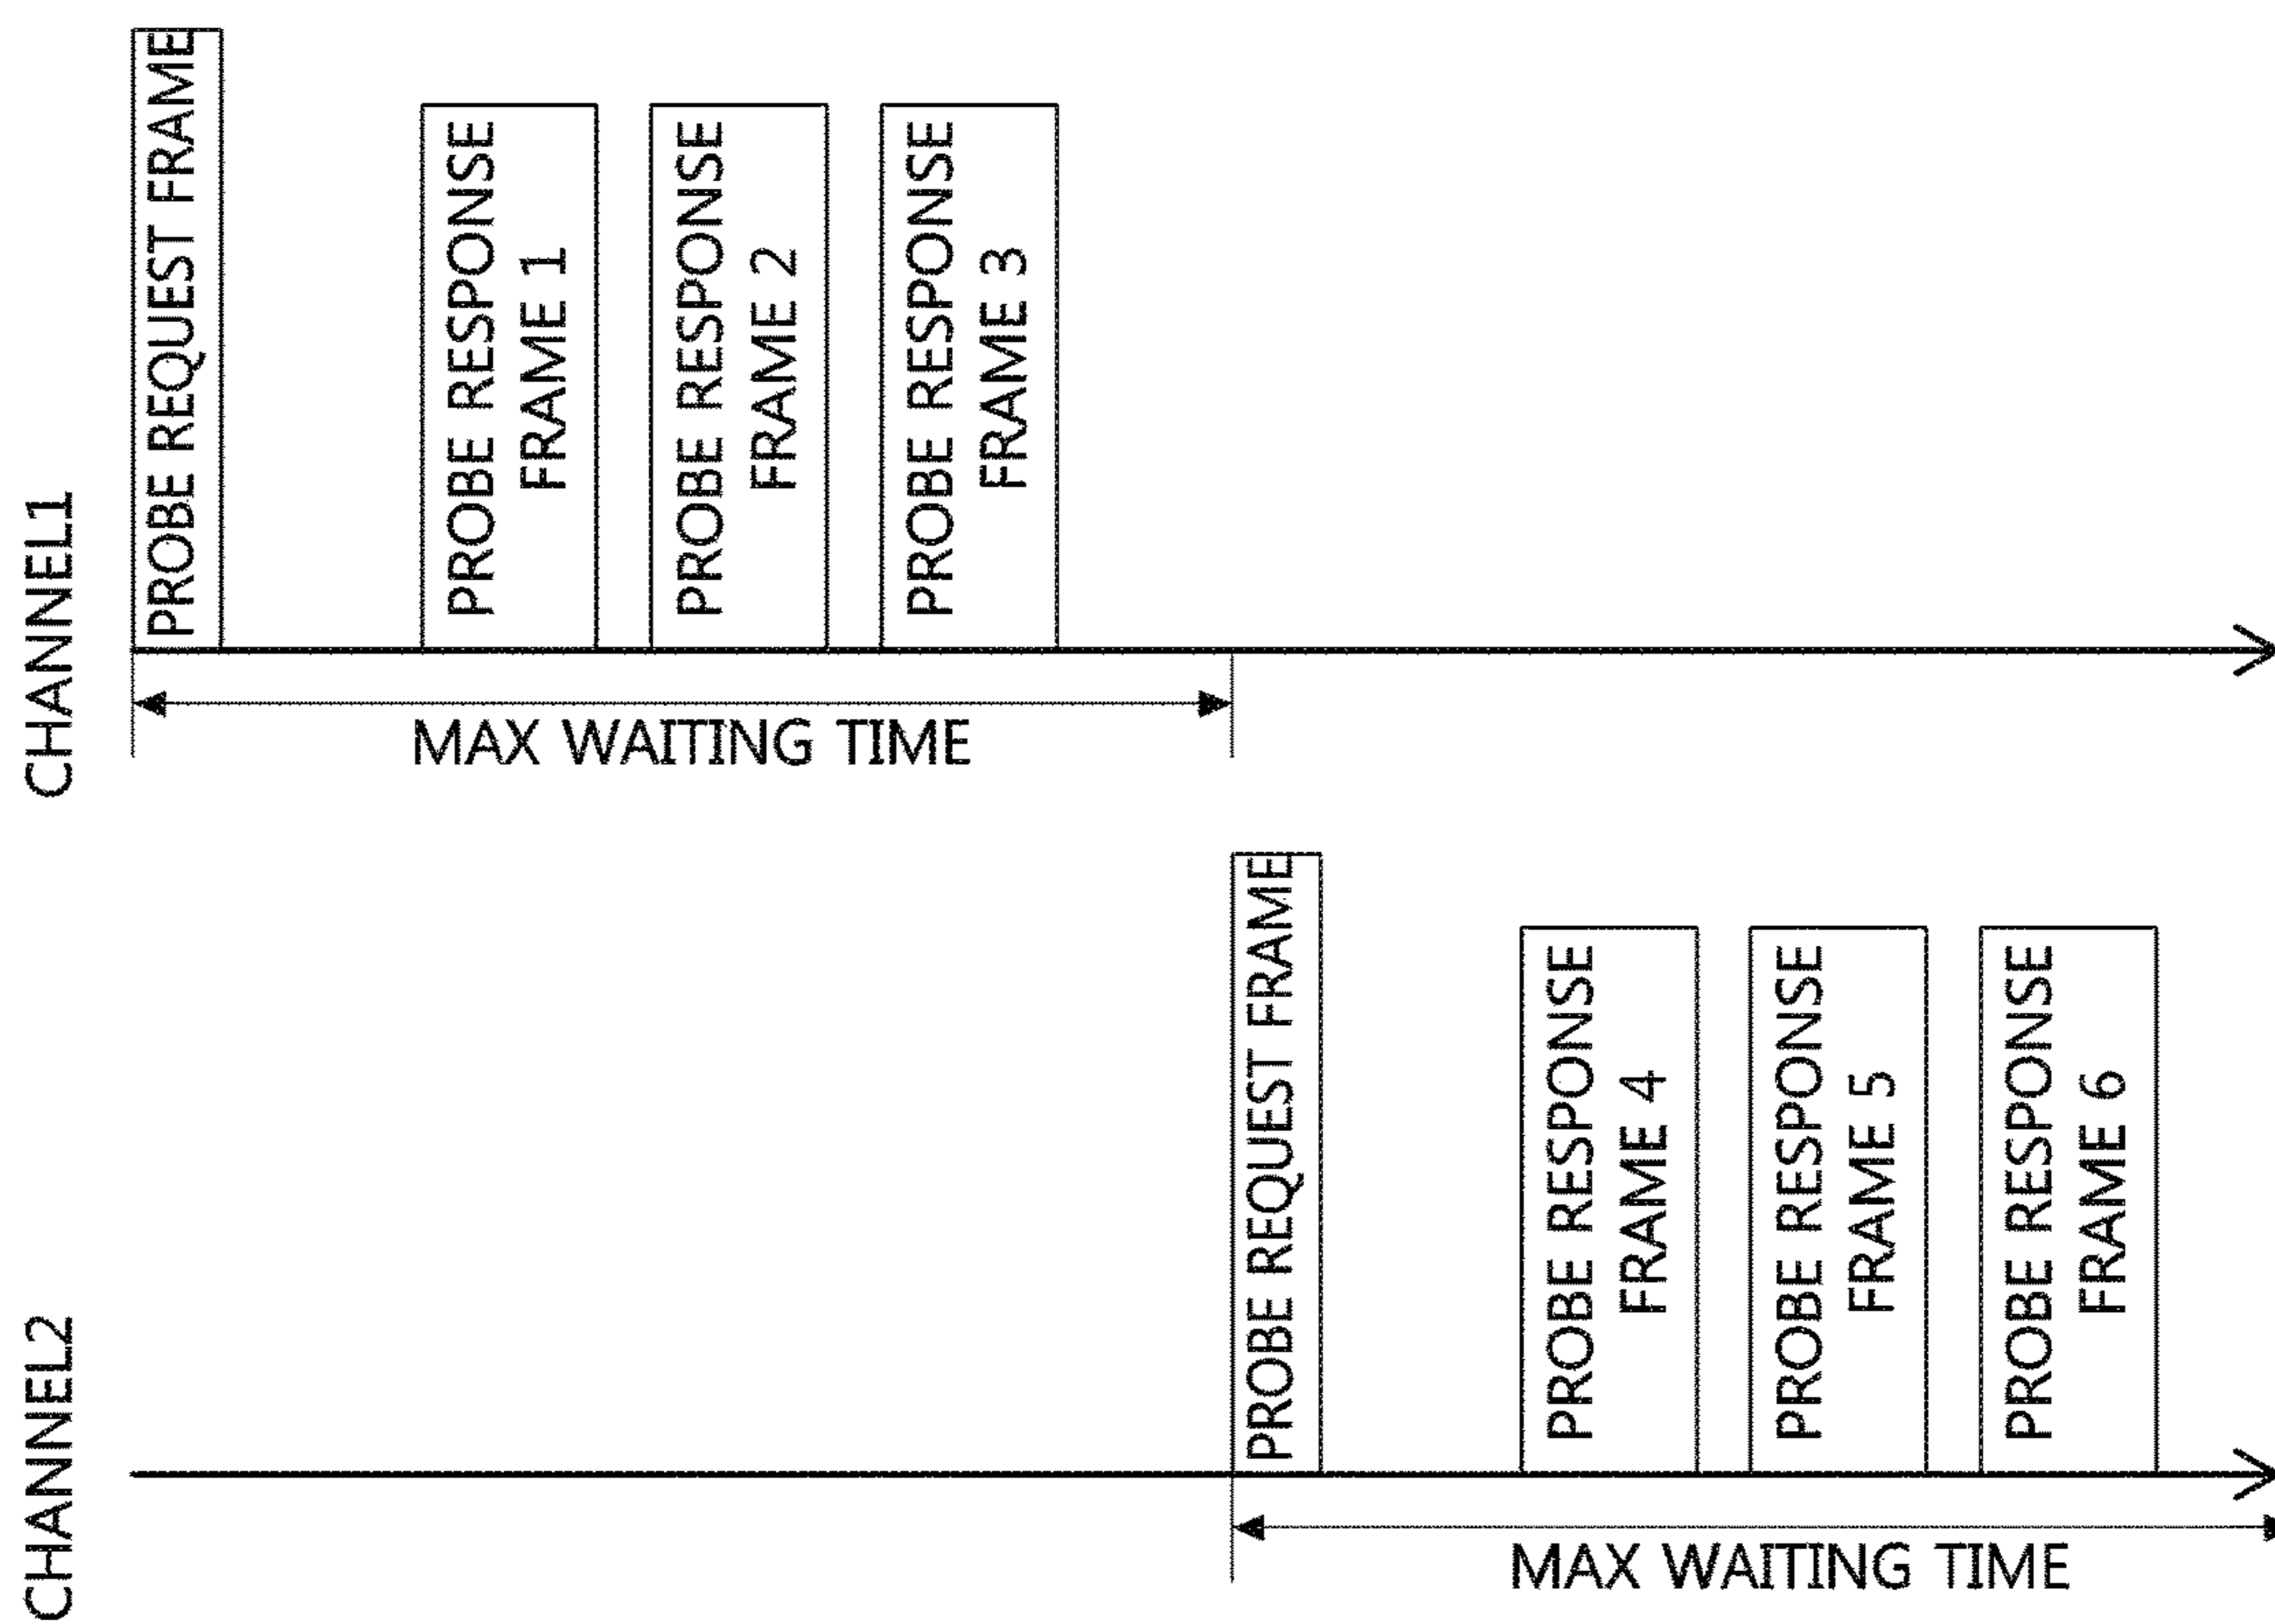 CHANNEL1
PROBE REQUEST FRAME
PROBE RESPONSE
FRAME 1
PROBE RESPONSE
FRAME 2
PROBE RESPONSE
FRAME 3
MAX WAITING TIME
CHANNEL2
PROBE REQUEST FRAME
PROBE RESPONSE
FRAME 4
PROBE RESPONSE
FRAME 5
PROBE RESPONSE
FRAME 6
MAX WAITING TIME